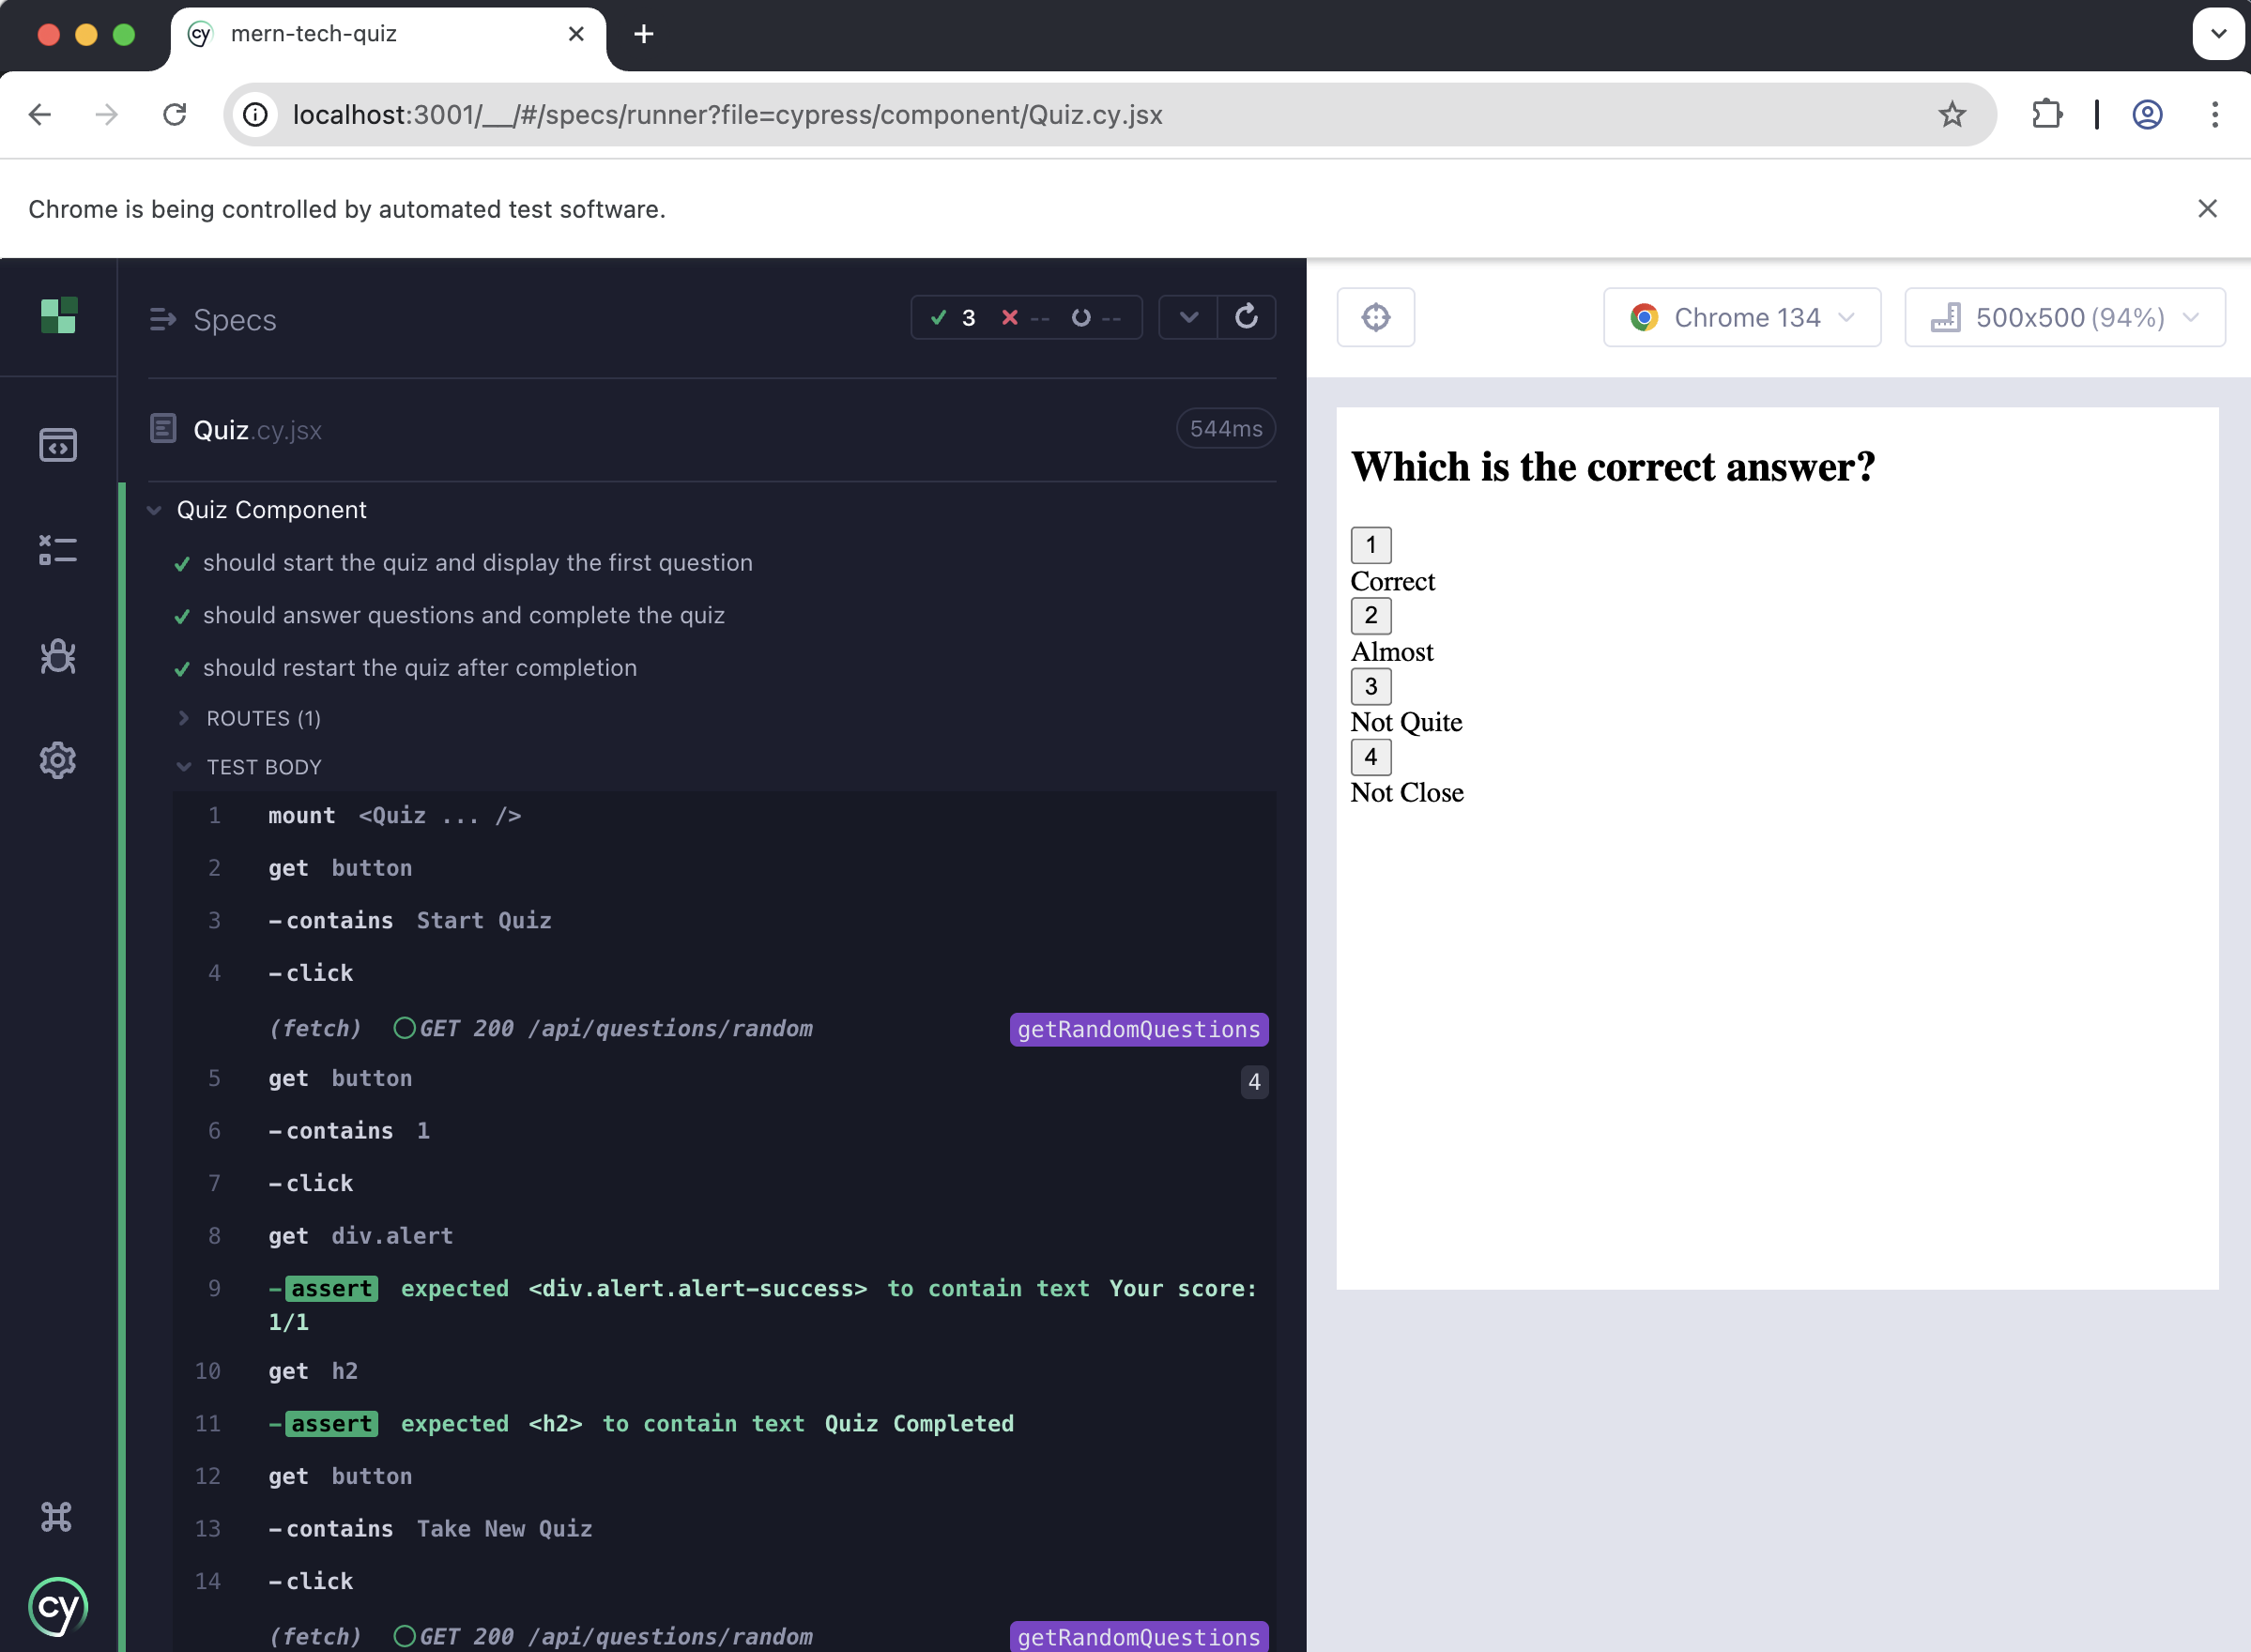 cy mern-tech-quiz
localhost:3001/__/#/specs/runner?file=cypress/component/Quiz.cy.jsx
Chrome is being controlled by automated test software.
Specs
3 -- --
Quiz.cy.jsx
544ms
Quiz Component
should start the quiz and display the first question
should answer questions and complete the quiz
should restart the quiz after completion
ROUTES (1)
TEST BODY
1 mount <Quiz ... />
2 get button
3 -contains Start Quiz
4 -click
(fetch) GET 200 /api/questions/random getRandomQuestions
5 get button 4
6 -contains 1
7 -click
8 get div.alert
9 -assert expected <div.alert.alert-success> to contain text Your score:
1/1
10 get h2
11 -assert expected <h2> to contain text Quiz Completed
12 get button
13 -contains Take New Quiz
14 -click
(fetch) GET 200 /api/questions/random getRandomQuestions
cy
Chrome 134
500x500 (94%)
Which is the correct answer?
1
Correct
2
Almost
3
Not Quite
4
Not Close